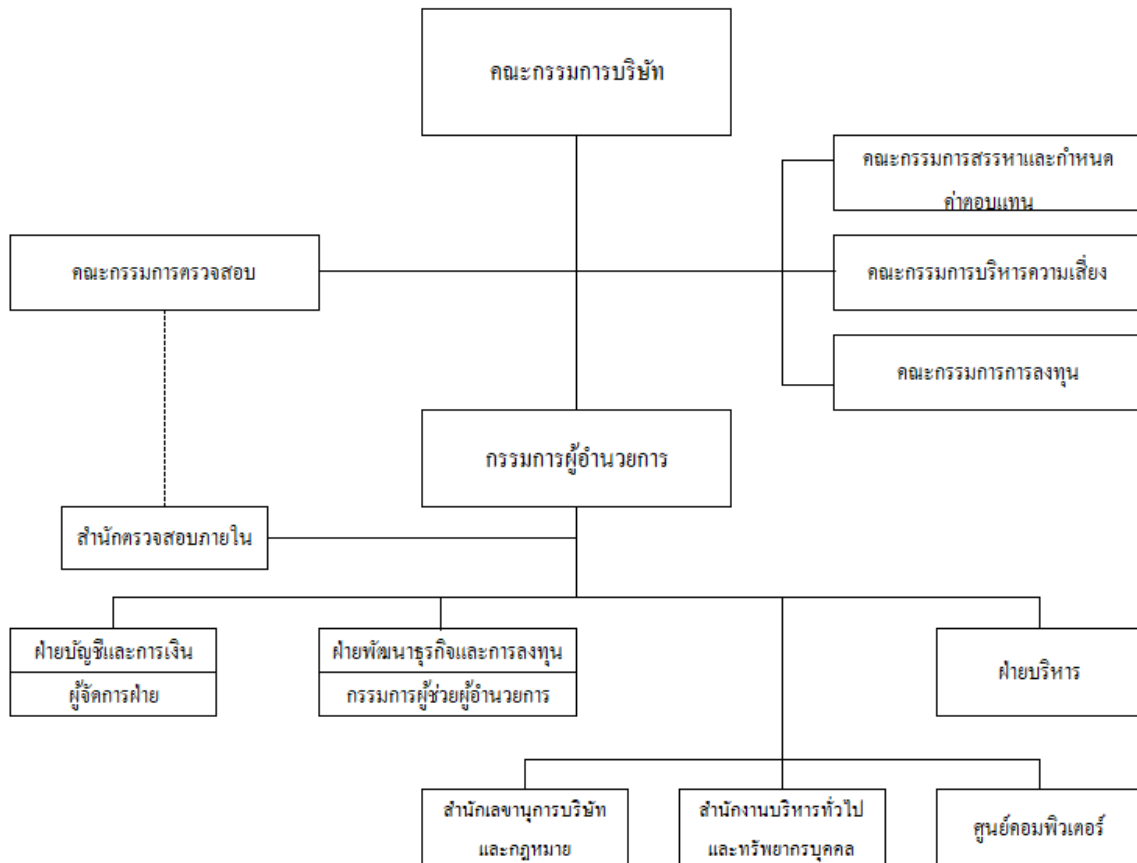 คณะกรรมการบริษัท
คณะกรรมการสรรหาและกำหนด
ค่าตอบแทน
คณะกรรมการตรวจสอบ
คณะกรรมการบริหารความเสี่ยง
คณะกรรมการการลงทุน
กรรมการผู้อำนวยการ
สำนักตรวจสอบภายใน
ฝ่ายบัญชีและการเงิน
ผู้จัดการฝ่าย
ฝ่ายพัฒนาธุรกิจและการลงทุน
กรรมการผู้ช่วยผู้อำนวยการ
ฝ่ายบริหาร
สำนักเลขานุการบริษัท
และกฎหมาย
สำนักงานบริหารทั่วไป
และทรัพยากรบุคคล
ศูนย์คอมพิวเตอร์